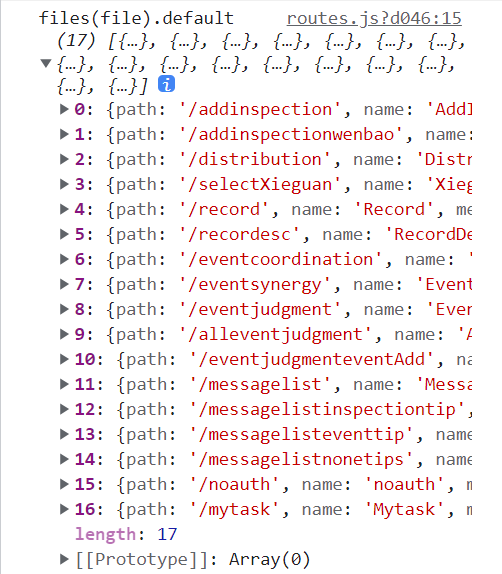 files(file).default routes.js?d046:15
(17) [{…}, {…}, {…}, {…}, {…}, {…}, {…},
▼{…}, {…}, {…}, {…}, {…}, {…}, {…}, {…},
{…}, {…}] i
▶0: {path: '/addinspection', name: 'AddI
▶1: {path: '/addinspectionwenbao', name:
▶2: {path: '/distribution', name: 'Distr
▶3: {path: '/selectXieguan', name: 'Xieg
▶4: {path: '/record', name: 'Record', me
▶5: {path: '/recordesc', name: 'RecordDe
▶6: {path: '/eventcoordination', name: '
▶7: {path: '/eventsynergy', name: 'Event
▶8: {path: '/eventjudgment', name: 'Even
▶9: {path: '/alleventjudgment', name: 'A
▶10: {path: '/eventjudgmenteventAdd', na
▶11: {path: '/messagelist', name: 'Messa
▶12: {path: '/messagelistinspectiontip',
▶13: {path: '/messagelisteventtip', name
▶14: {path: '/messagelistnonetips', name
▶15: {path: '/noauth', name: 'noauth', m
▶16: {path: '/mytask', name: 'Mytask', m
length: 17
▶[[Prototype]]: Array(0)